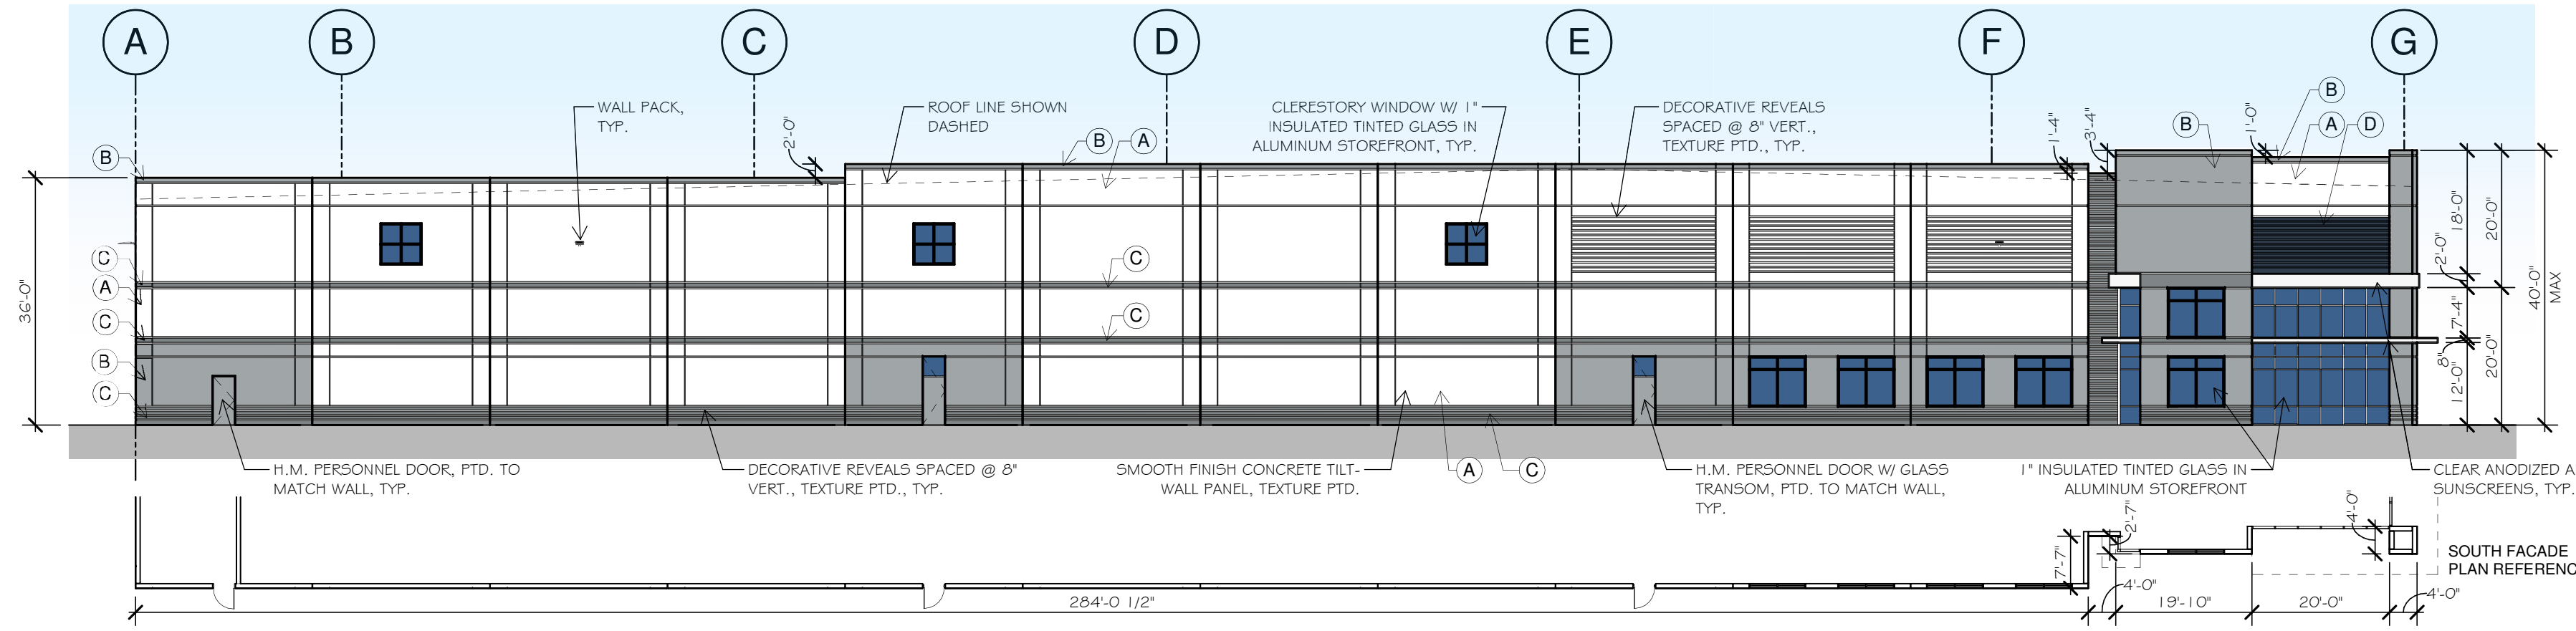 A B C D E F G
WALL PACK,
TYP.
2'-0"
ROOF LINE SHOWN
DASHED
CLERESTORY WINDOW W/ 1"
INSULATED TINTED GLASS IN
ALUMINUM STOREFRONT, TYP.
DECORATIVE REVEALS
SPACED @ 8" VERT.,
TEXTURE PTD., TYP.
1'-4"
3'-4"
1'-0"
B
B
A
D
B
B
A
36'-0"
C
A
C
B
C
C
C
18'-0"
20'-0"
2'-0"
7'-4"
8"
12'-0"
20'-0"
40'-0"
MAX
H.M. PERSONNEL DOOR, PTD. TO
MATCH WALL, TYP.
DECORATIVE REVEALS SPACED @ 8"
VERT., TEXTURE PTD., TYP.
SMOOTH FINISH CONCRETE TILT-
WALL PANEL, TEXTURE PTD.
A
C
H.M. PERSONNEL DOOR W/ GLASS
TRANSOM, PTD. TO MATCH WALL,
TYP.
1" INSULATED TINTED GLASS IN
ALUMINUM STOREFRONT
CLEAR ANODIZED A
SUNSCREENS, TYP.
7'-7"
2'-7"
4'-0"
SOUTH FACADE
PLAN REFERENC
284'-0 1/2"
4'-0"
19'-10"
20'-0"
4'-0"